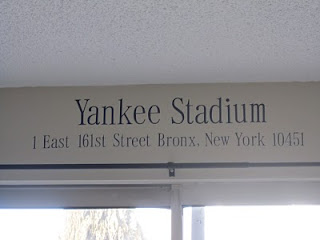 Yankee Stadium
1 East 161st Street Bronx, New York 10451